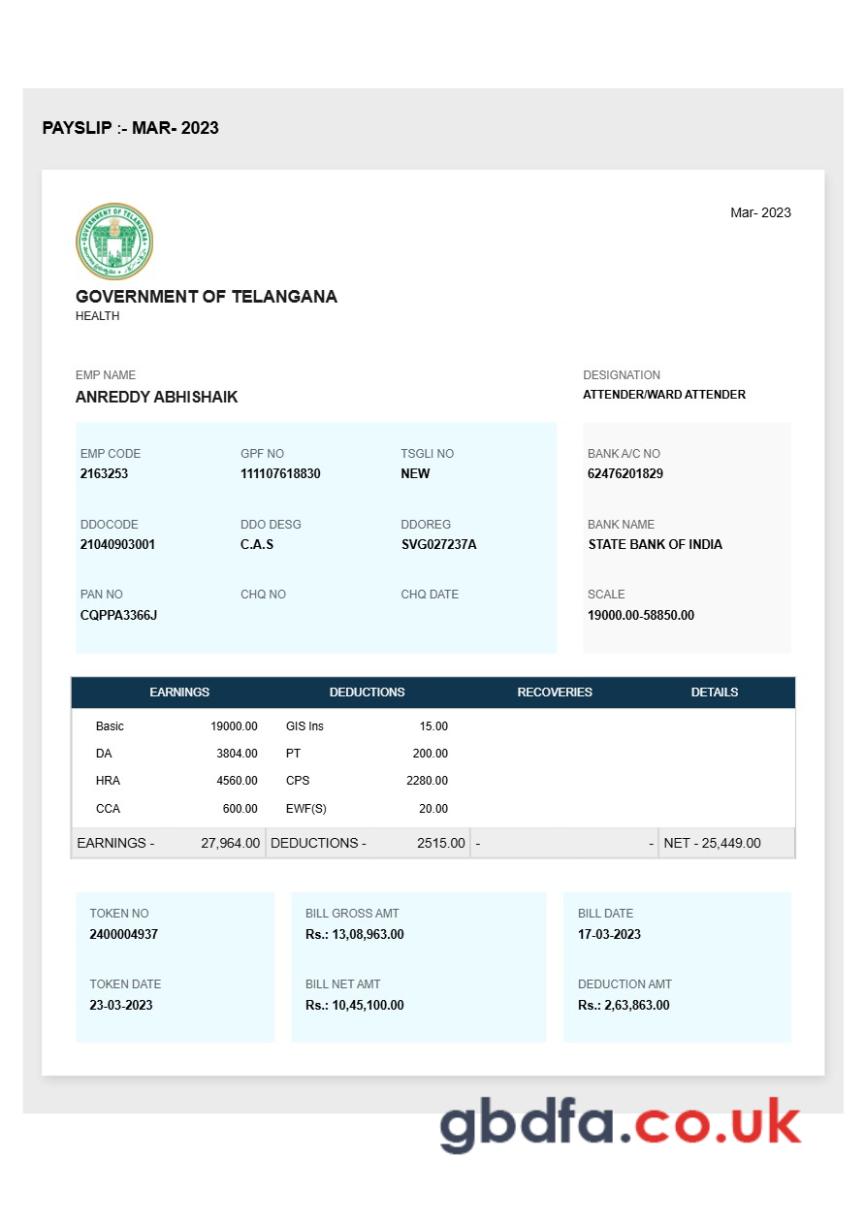 PAYSLIP :- MAR- 2023
Mar- 2023
GOVERNMENT OF TELANGANA
GOVERNMENT OF TELANGANA
HEALTH
EMP NAME DESIGNATION
ANREDDY ABHISHAIK ATTENDER/WARD ATTENDER
EMP CODE GPF NO TSGLI NO BANK A/C NO
2163253 111107618830 NEW 62476201829
DDOCODE DDO DESG DDOREG BANK NAME
21040903001 C.A.S SVG027237A STATE BANK OF INDIA
PAN NO CHQ NO CHQ DATE SCALE
CQPPA3366J 19000.00-58850.00
EARNINGS DEDUCTIONS RECOVERIES DETAILS
Basic 19000.00 GIS Ins 15.00
DA 3804.00 PT 200.00
HRA 4560.00 CPS 2280.00
CCA 600.00 EWF(S) 20.00
EARNINGS - 27,964.00 DEDUCTIONS - 2515.00 - - NET - 25,449.00
TOKEN NO BILL GROSS AMT BILL DATE
2400004937 Rs.: 13,08,963.00 17-03-2023
TOKEN DATE BILL NET AMT DEDUCTION AMT
23-03-2023 Rs.: 10,45,100.00 Rs.: 2,63,863.00
gbdfa.co.uk